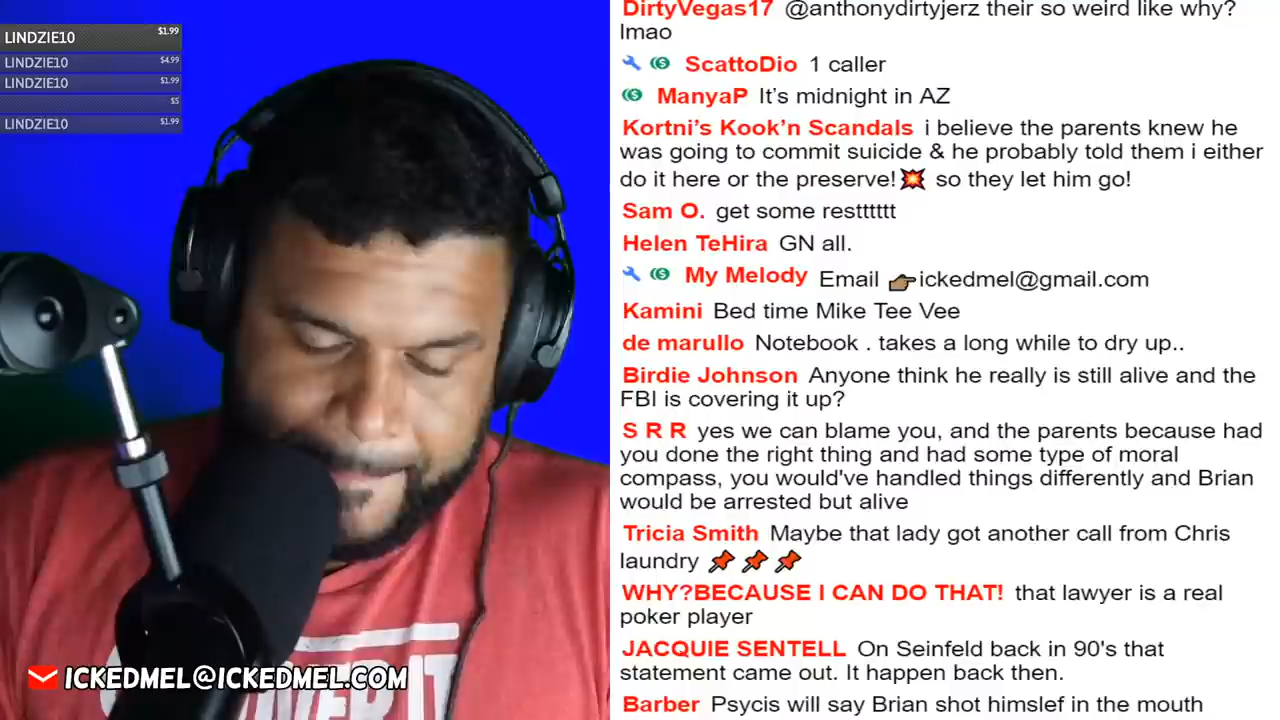 LINDZIE10 $1.99
LINDZIE10 $4.99
LINDZIE10 $1.99
$5
LINDZIE10 $1.99
OVER IT
ICKEDMEL@ICKEDMEL.COM
DirtyVegas17 @anthonydirtyjerz their so weird like why?
lmao
ScattoDio 1 caller
ManyaP It’s midnight in AZ
Kortni’s Kook’n Scandals i believe the parents knew he
was going to commit suicide & he probably told them i either
do it here or the preserve!💥 so they let him go!
Sam O. get some restttttt
Helen TeHira GN all.
My Melody Email 👉🏽ickedmel@gmail.com
Kamini Bed time Mike Tee Vee
de marullo Notebook . takes a long while to dry up..
Birdie Johnson Anyone think he really is still alive and the
FBI is covering it up?
S R R yes we can blame you, and the parents because had
you done the right thing and had some type of moral
compass, you would've handled things differently and Brian
would be arrested but alive
Tricia Smith Maybe that lady got another call from Chris
laundry 📌 📌 📌
WHY?BECAUSE I CAN DO THAT! that lawyer is a real
poker player
JACQUIE SENTELL On Seinfeld back in 90's that
statement came out. It happen back then.
Barber Psycis will say Brian shot himslef in the mouth